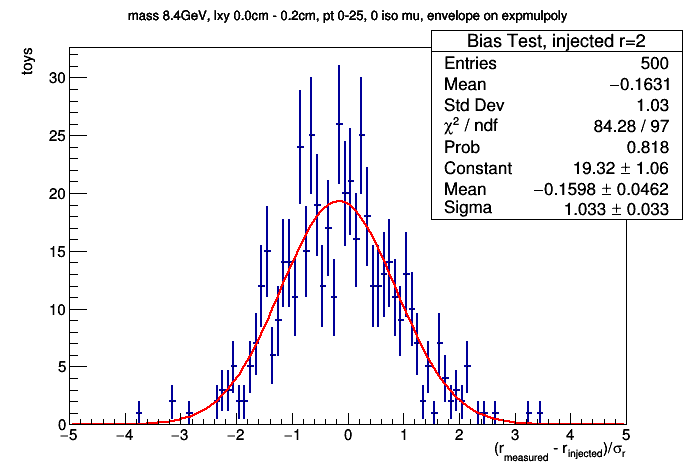 mass 8.4GeV, lxy 0.0cm - 0.2cm, pt 0-25, 0 iso mu, envelope on expmulpoly
Bias Test, injected r=2
Entries 500
Mean −0.1631
Std Dev 1.03
χ² / ndf 84.28 / 97
Prob 0.818
Constant 19.32 ± 1.06
Mean −0.1598 ± 0.0462
Sigma 1.033 ± 0.033
toys
30
25
20
15
10
5
0
−5 −4 −3 −2 −1 0 1 2 3 4 5
(r_measured - r_injected)/σ_r